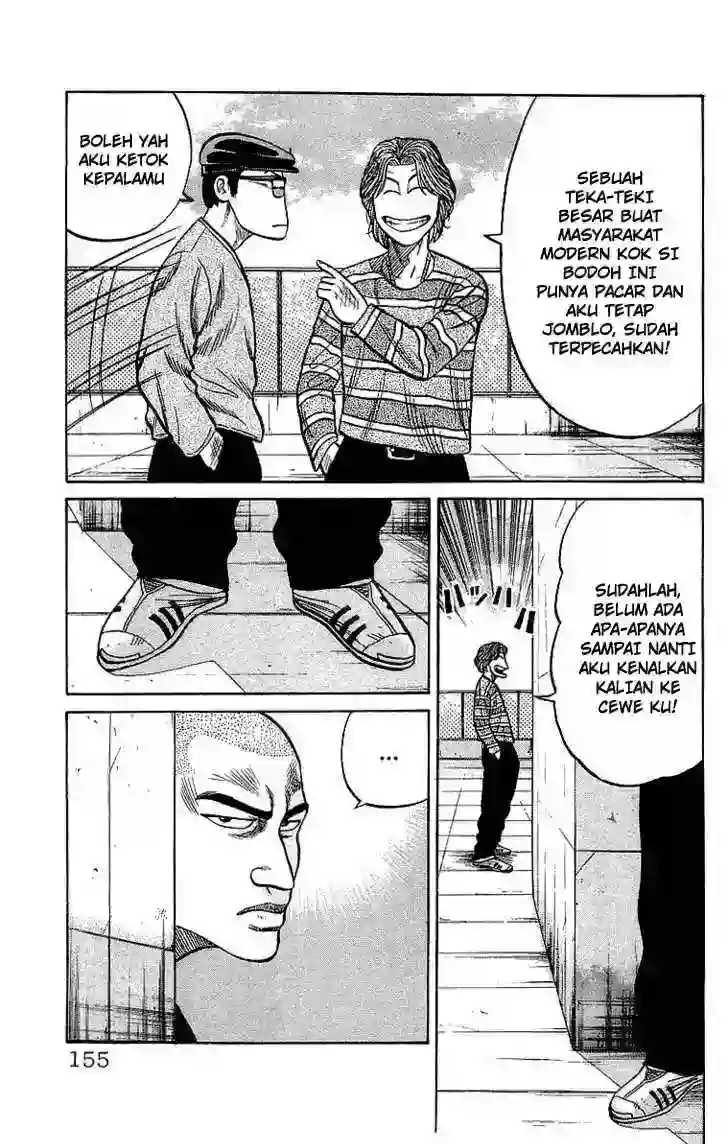 SEBUAH
TEKA-TEKI
BESAR BUAT
MASYARAKAT
MODERN KOK SI
BODOH INI
PUNYA PACAR DAN
AKU TETAP
JOMBLO, SUDAH
TERPECAHKAN!
BOLEH YAH
AKU KETOK
KEPALAMU
SUDAHLAH,
BELUM ADA
APA-APANYA
SAMPAI NANTI
AKU KENALKAN
KALIAN KE
CEWE KU!
...
155